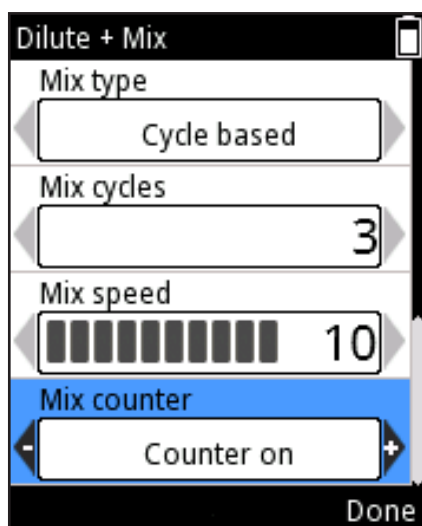 Dilute + Mix
Mix type
Cycle based
Mix cycles
3
Mix speed
10
Mix counter
- Counter on +
Done